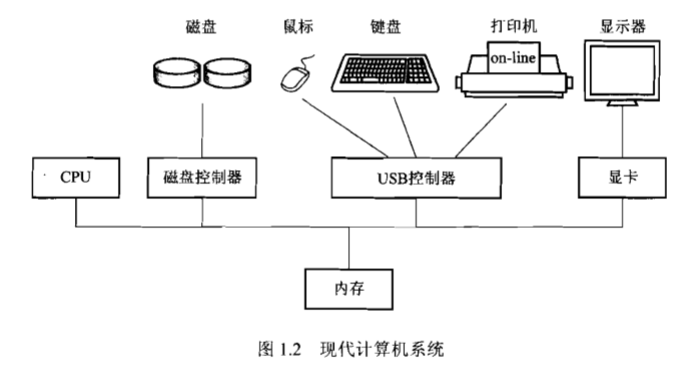 磁盘 鼠标 键盘 打印机 显示器
on-line
CPU 磁盘控制器 USB控制器 显卡
内存
图 1.2 现代计算机系统